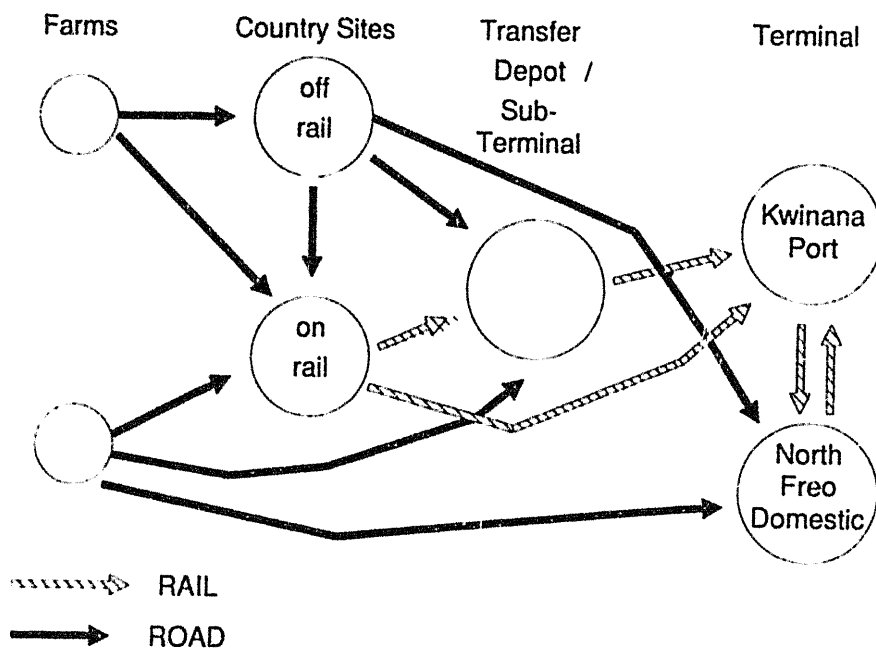 Farms
Country Sites
Transfer
Depot /
Sub-
Terminal
Terminal
off
rail
Kwinana
Port
on
rail
North
Freo
Domestic
RAIL
ROAD